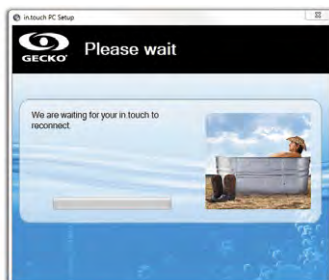 in.touch PC Setup
GECKO
Please wait
We are waiting for your in.touch to
reconnect.